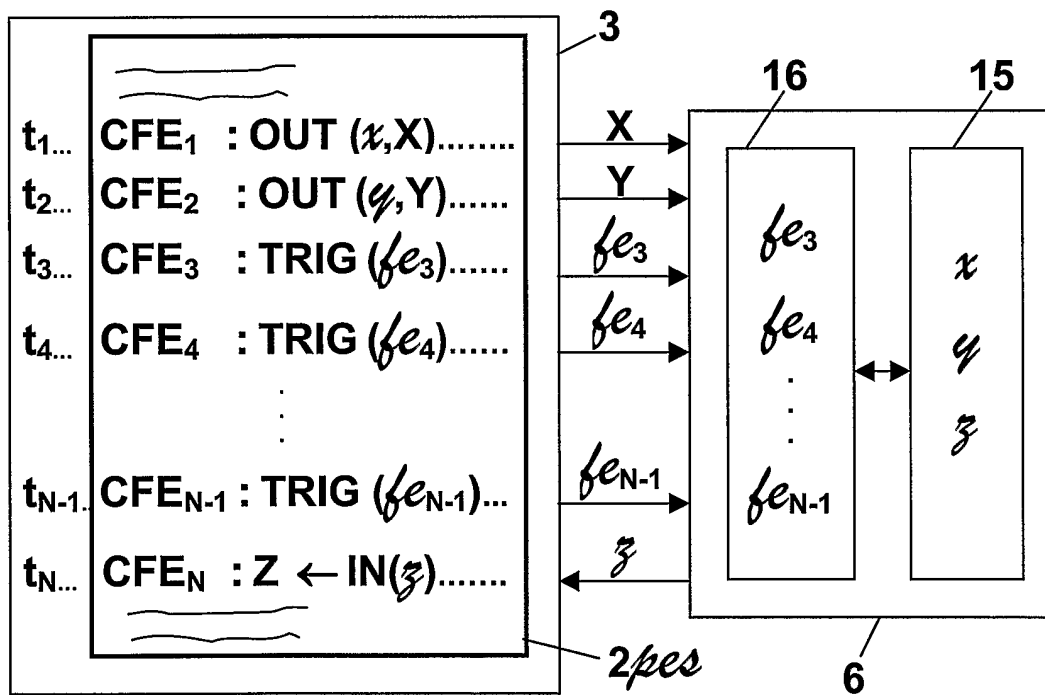 3
16 15
t1... CFE1 : OUT (x,X)........ X
t2... CFE2 : OUT (y,Y)...... Y
t3... CFE3 : TRIG (fe3)...... fe3
t4... CFE4 : TRIG (fe4)....... fe4
tN-1.. CFEN-1 : TRIG (feN-1)... feN-1
tN... CFEN : Z ← IN(z)....... z
fe3
fe4
feN-1
x
y
z
2pes
6